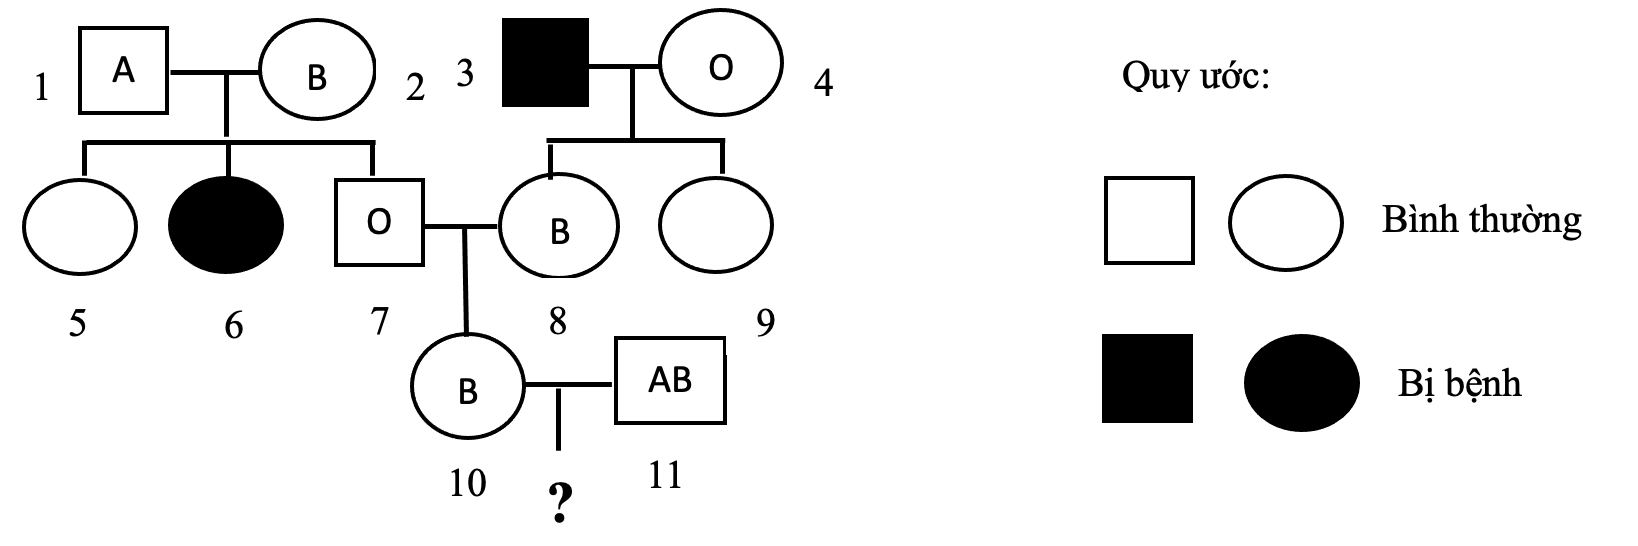 1 A B 2 3 O 4
Quy ước:
O B
Bình thường
5 6 7 8 9
B AB
Bị bệnh
10 ? 11